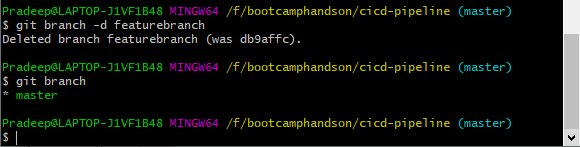 Pradeep@LAPTOP-J1VF1B48 MINGW64 /f/bootcamphandson/cicd-pipeline (master)
$ git branch -d featurebranch
Deleted branch featurebranch (was db9affc).
Pradeep@LAPTOP-J1VF1B48 MINGW64 /f/bootcamphandson/cicd-pipeline (master)
$ git branch
* master
Pradeep@LAPTOP-J1VF1B48 MINGW64 /f/bootcamphandson/cicd-pipeline (master)
$